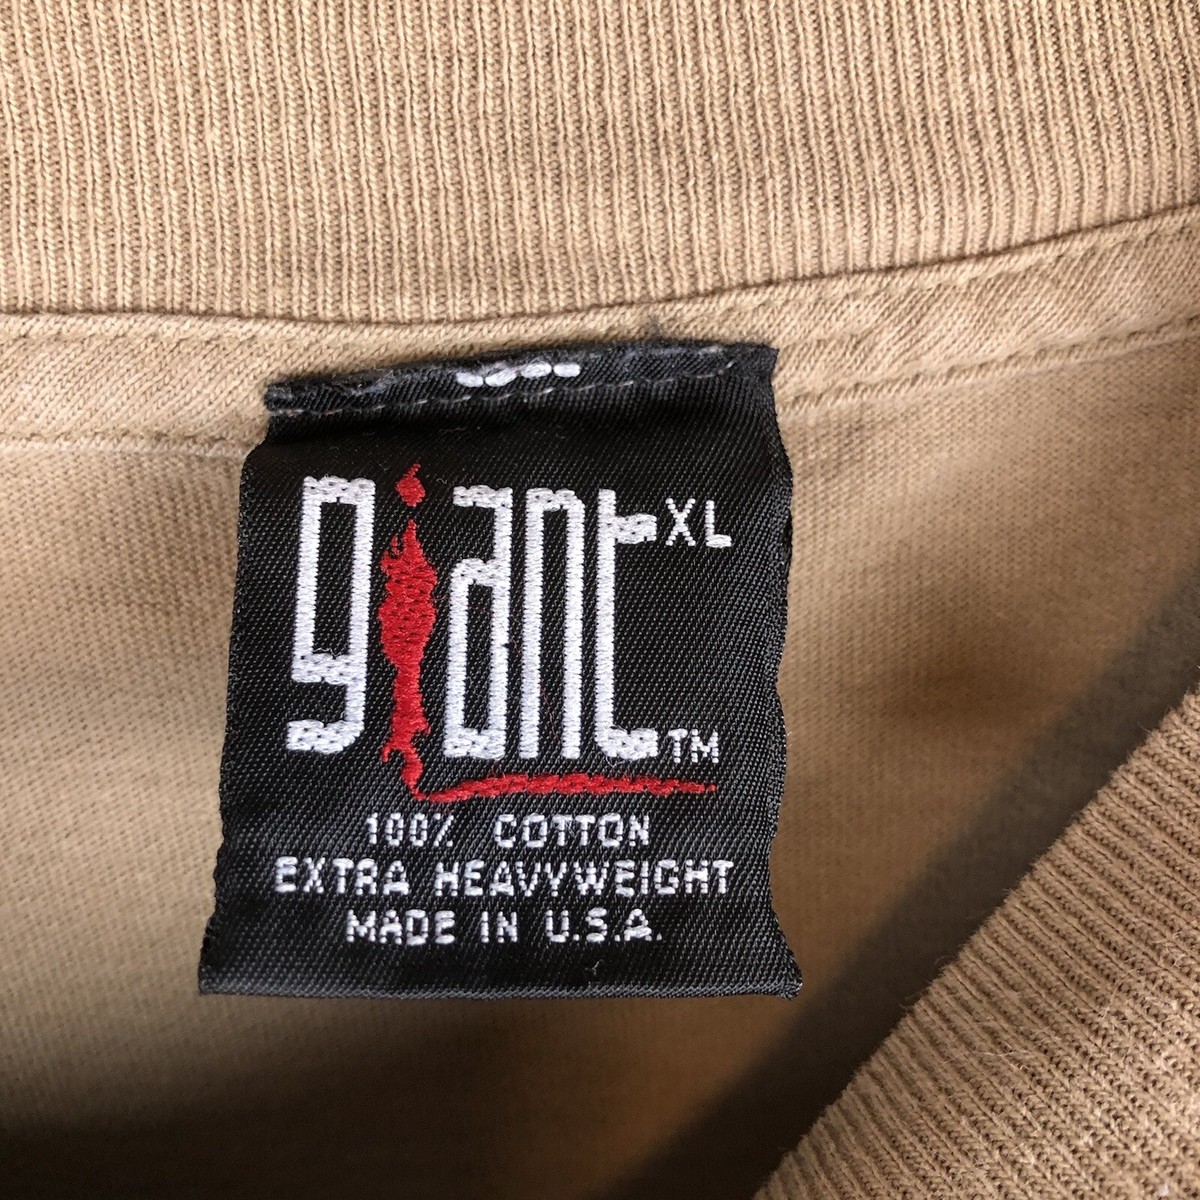 giant XL
TM
100% COTTON
EXTRA HEAVYWEIGHT
MADE IN U.S.A.